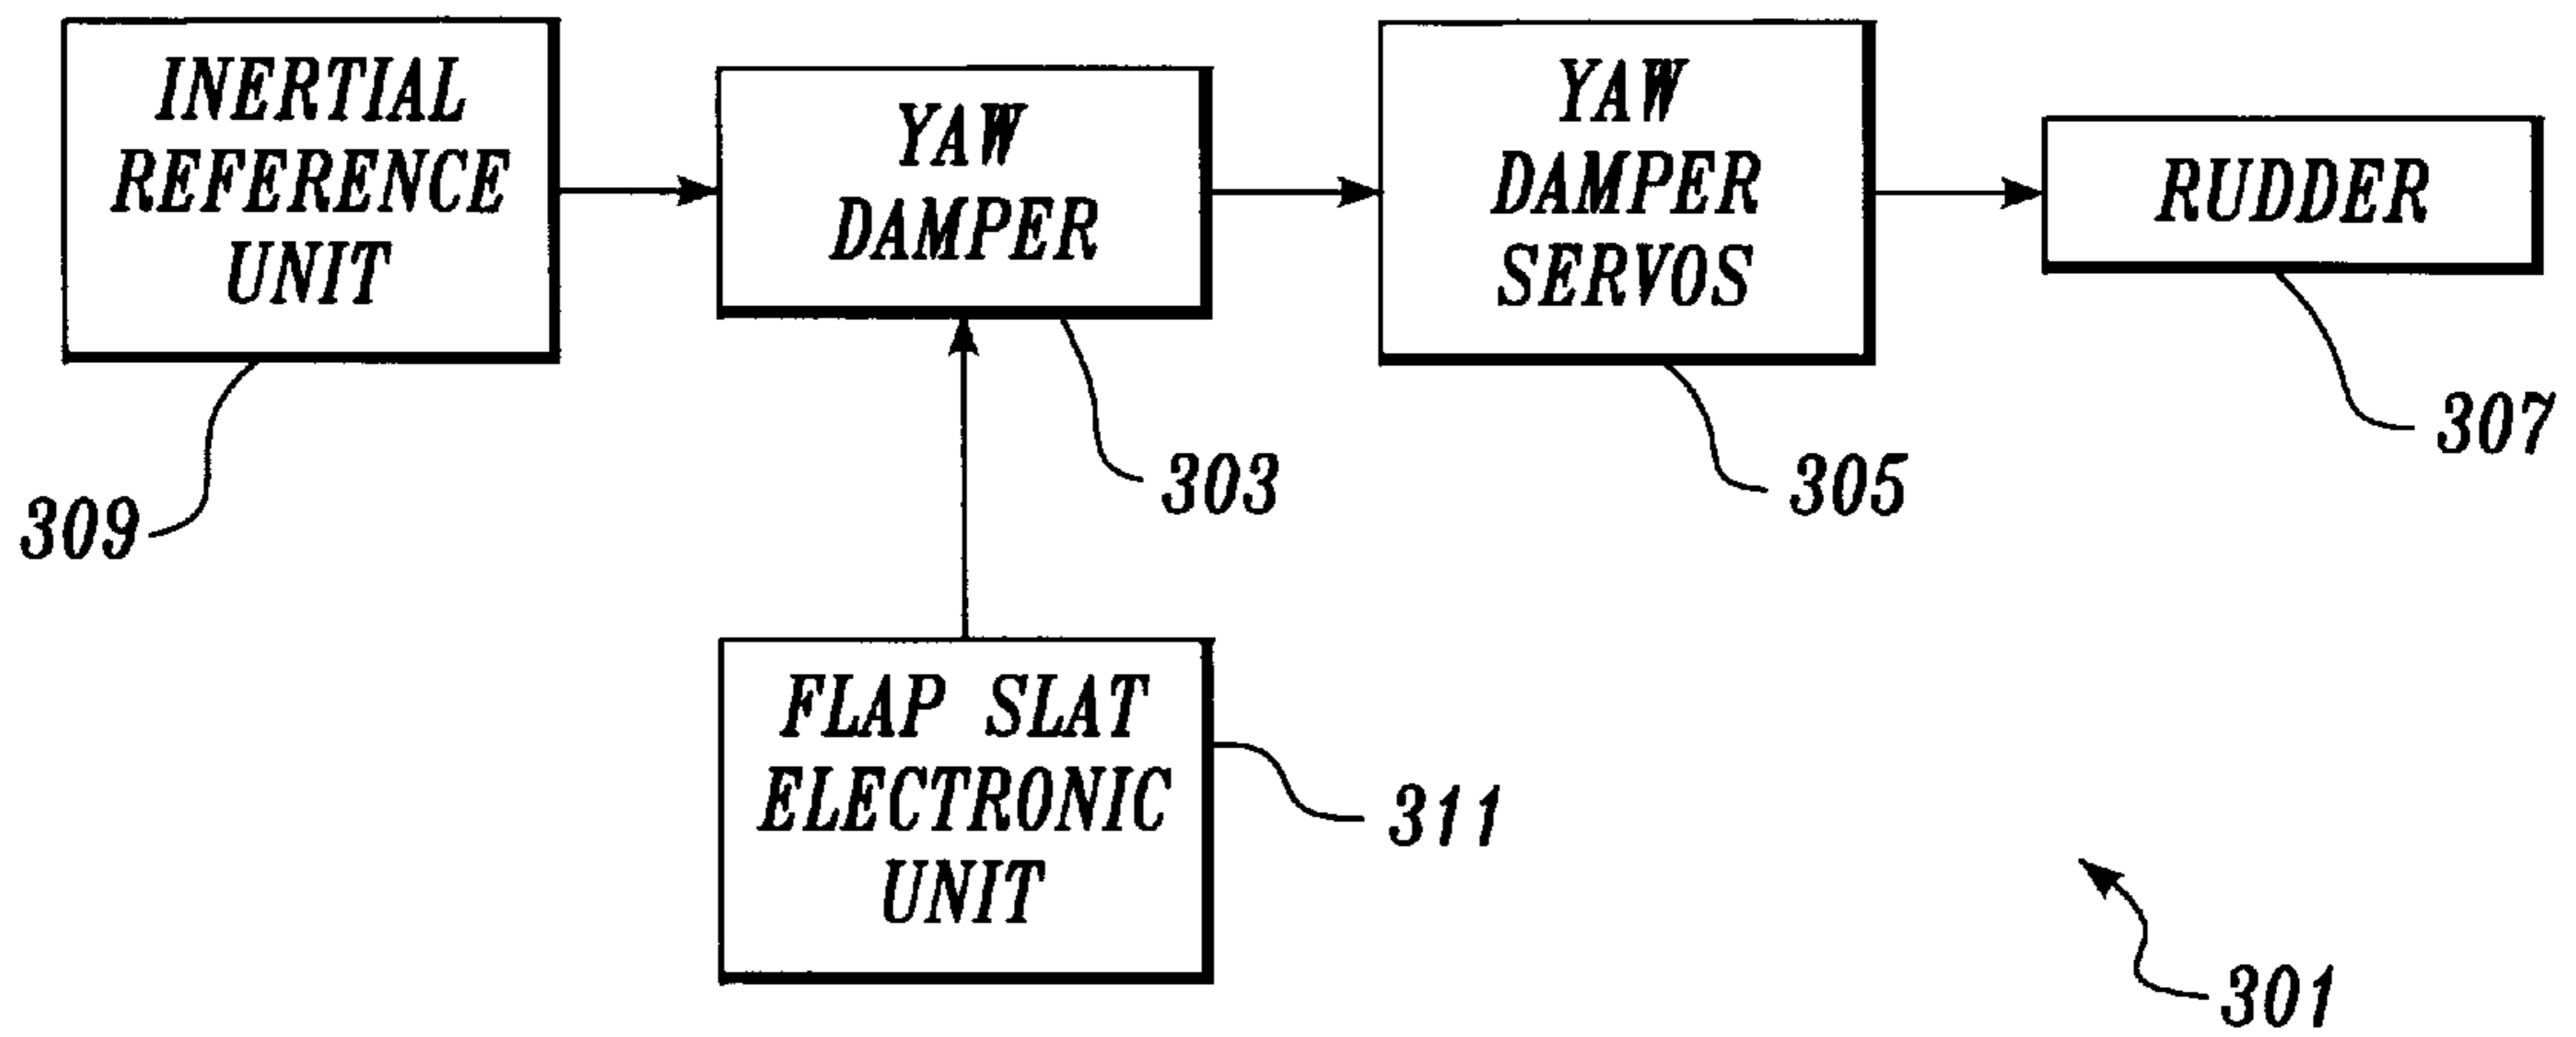 INERTIAL
REFERENCE
UNIT
309
YAW
DAMPER
303
YAW
DAMPER
SERVOS
305
RUDDER
307
FLAP SLAT
ELECTRONIC
UNIT
311
301